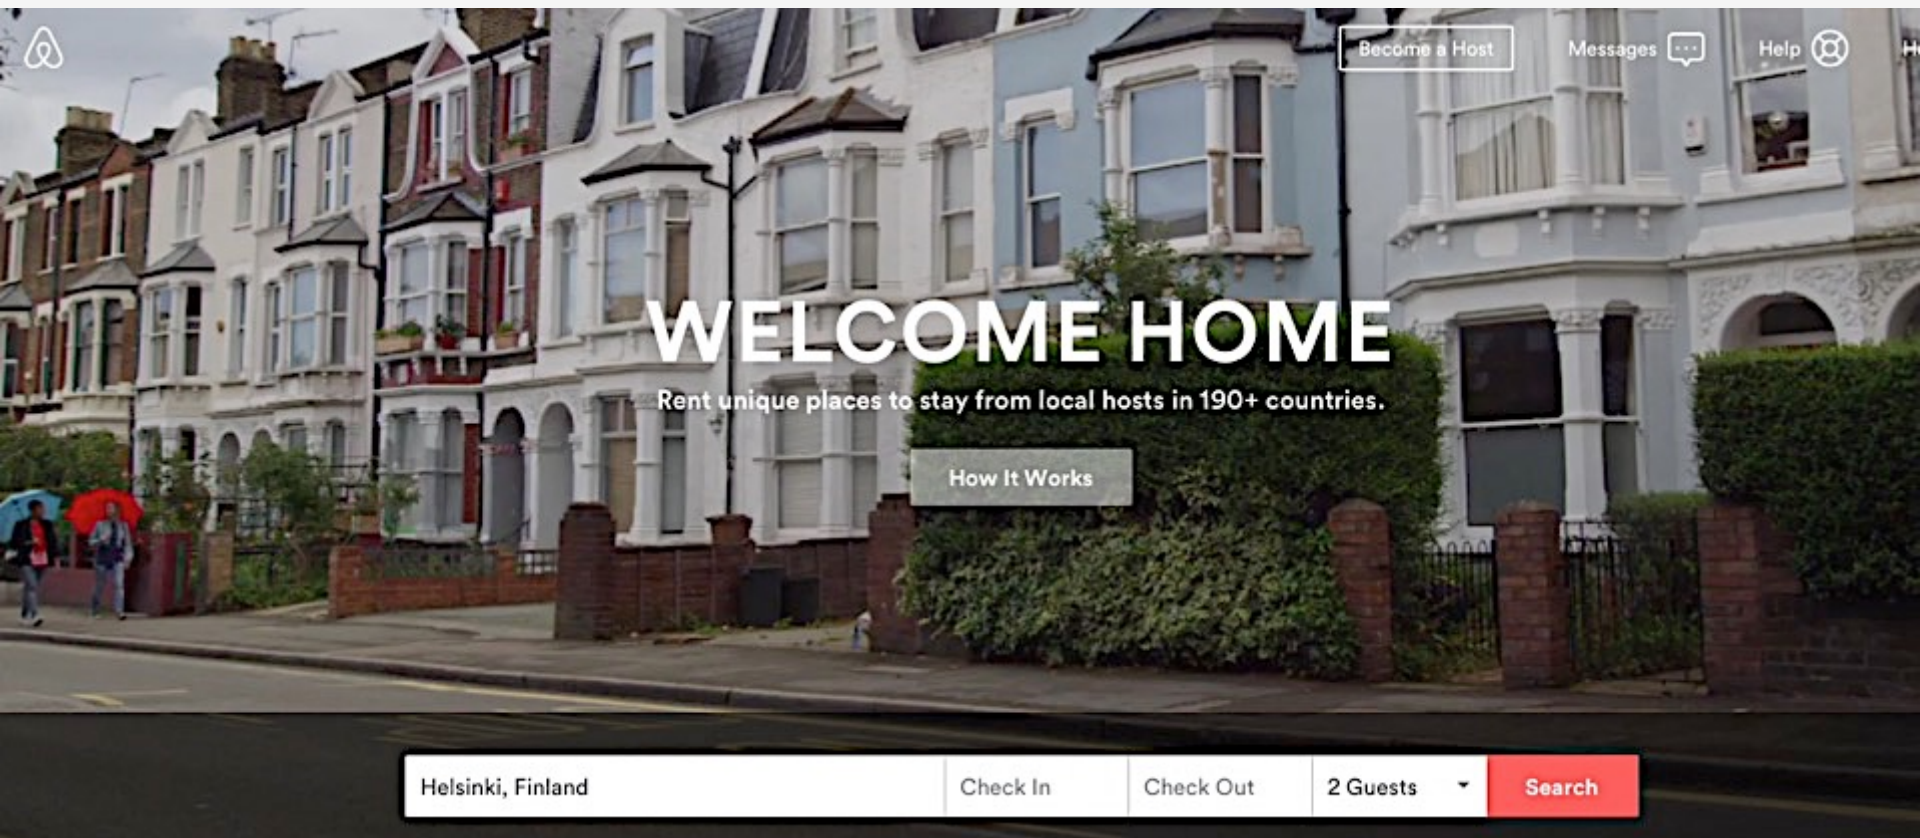 Become a Host
Messages
Help
WELCOME HOME
Rent unique places to stay from local hosts in 190+ countries.
How It Works
Helsinki, Finland
Check In
Check Out
2 Guests
Search